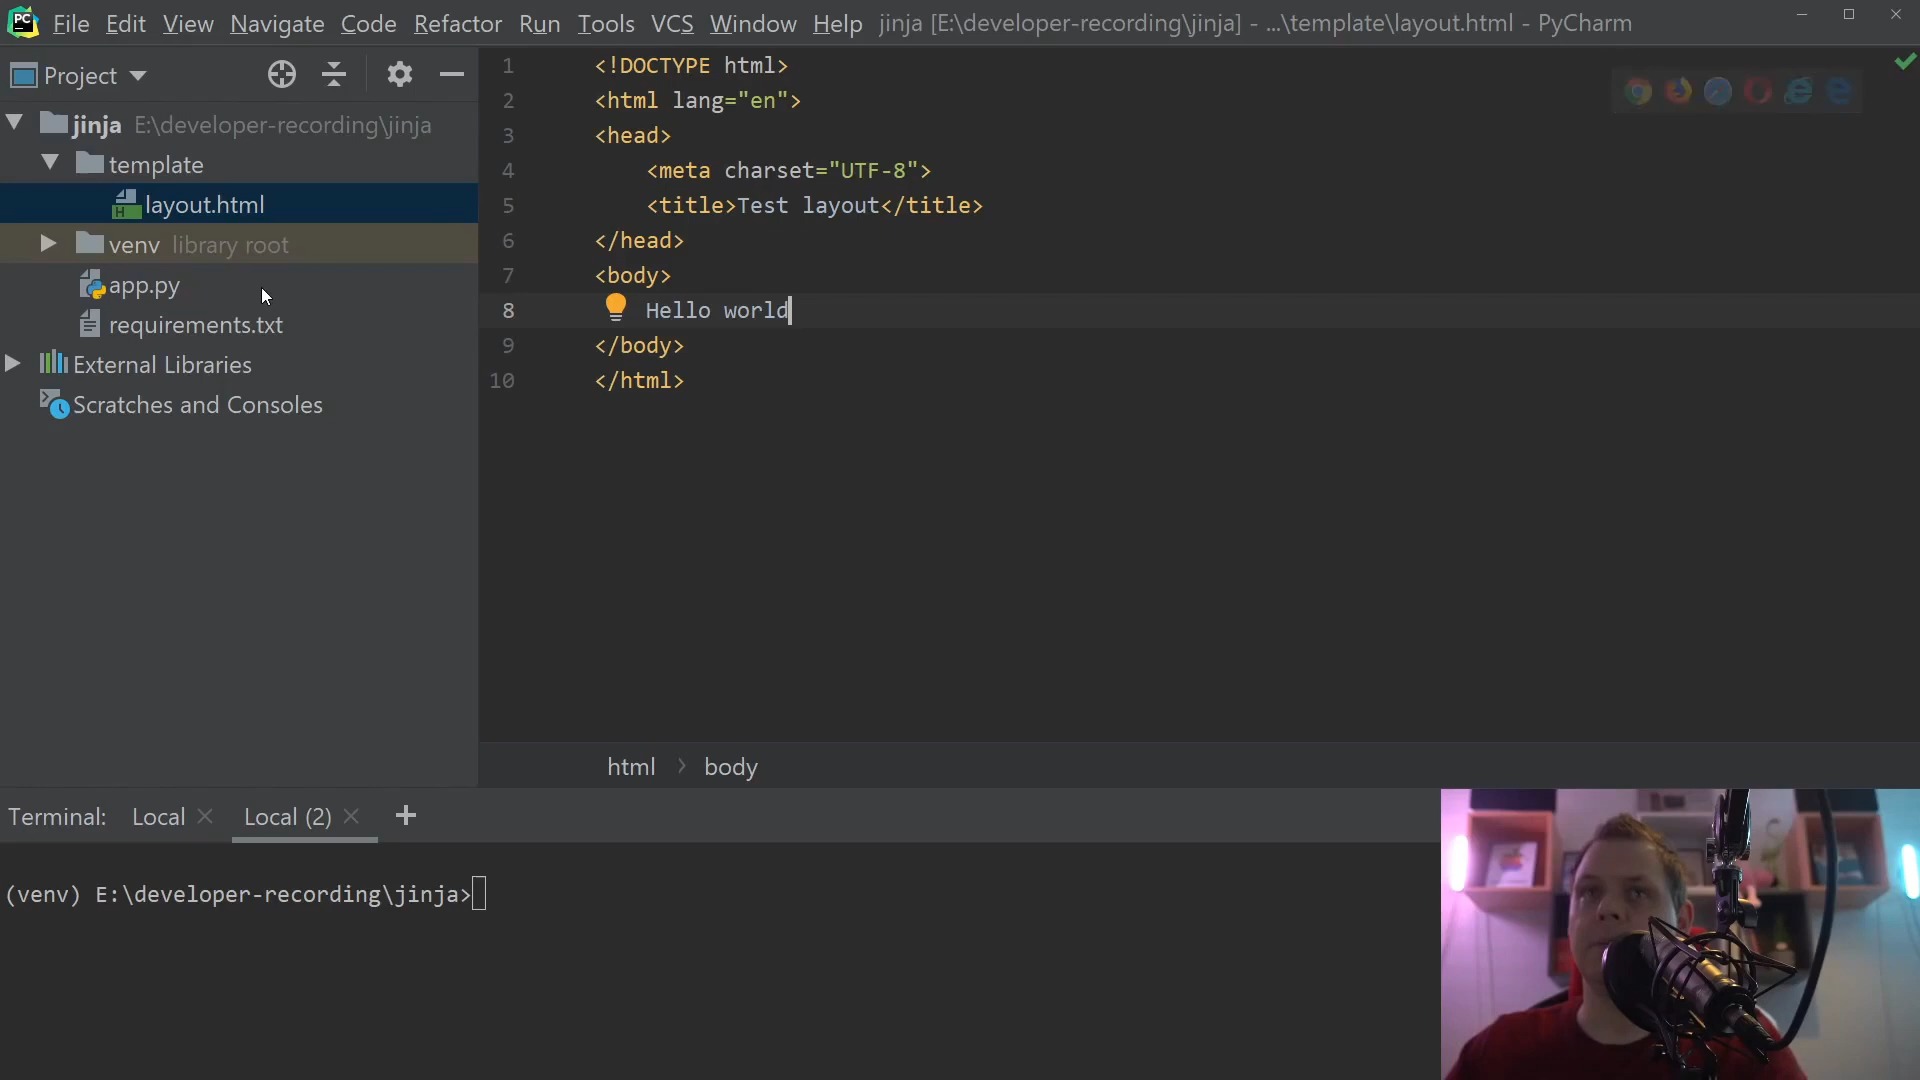 File Edit View Navigate Code Refactor Run Tools VCS Window Help jinja [E:\developer-recording\jinja] - ...\template\layout.html - PyCharm
Project
jinja E:\developer-recording\jinja
template
layout.html
venv library root
app.py
requirements.txt
External Libraries
Scratches and Consoles
1 <!DOCTYPE html>
2 <html lang="en">
3 <head>
4 <meta charset="UTF-8">
5 <title>Test layout</title>
6 </head>
7 <body>
8 Hello world
9 </body>
10 </html>
html > body
Terminal: Local × Local (2) × +
(venv) E:\developer-recording\jinja>